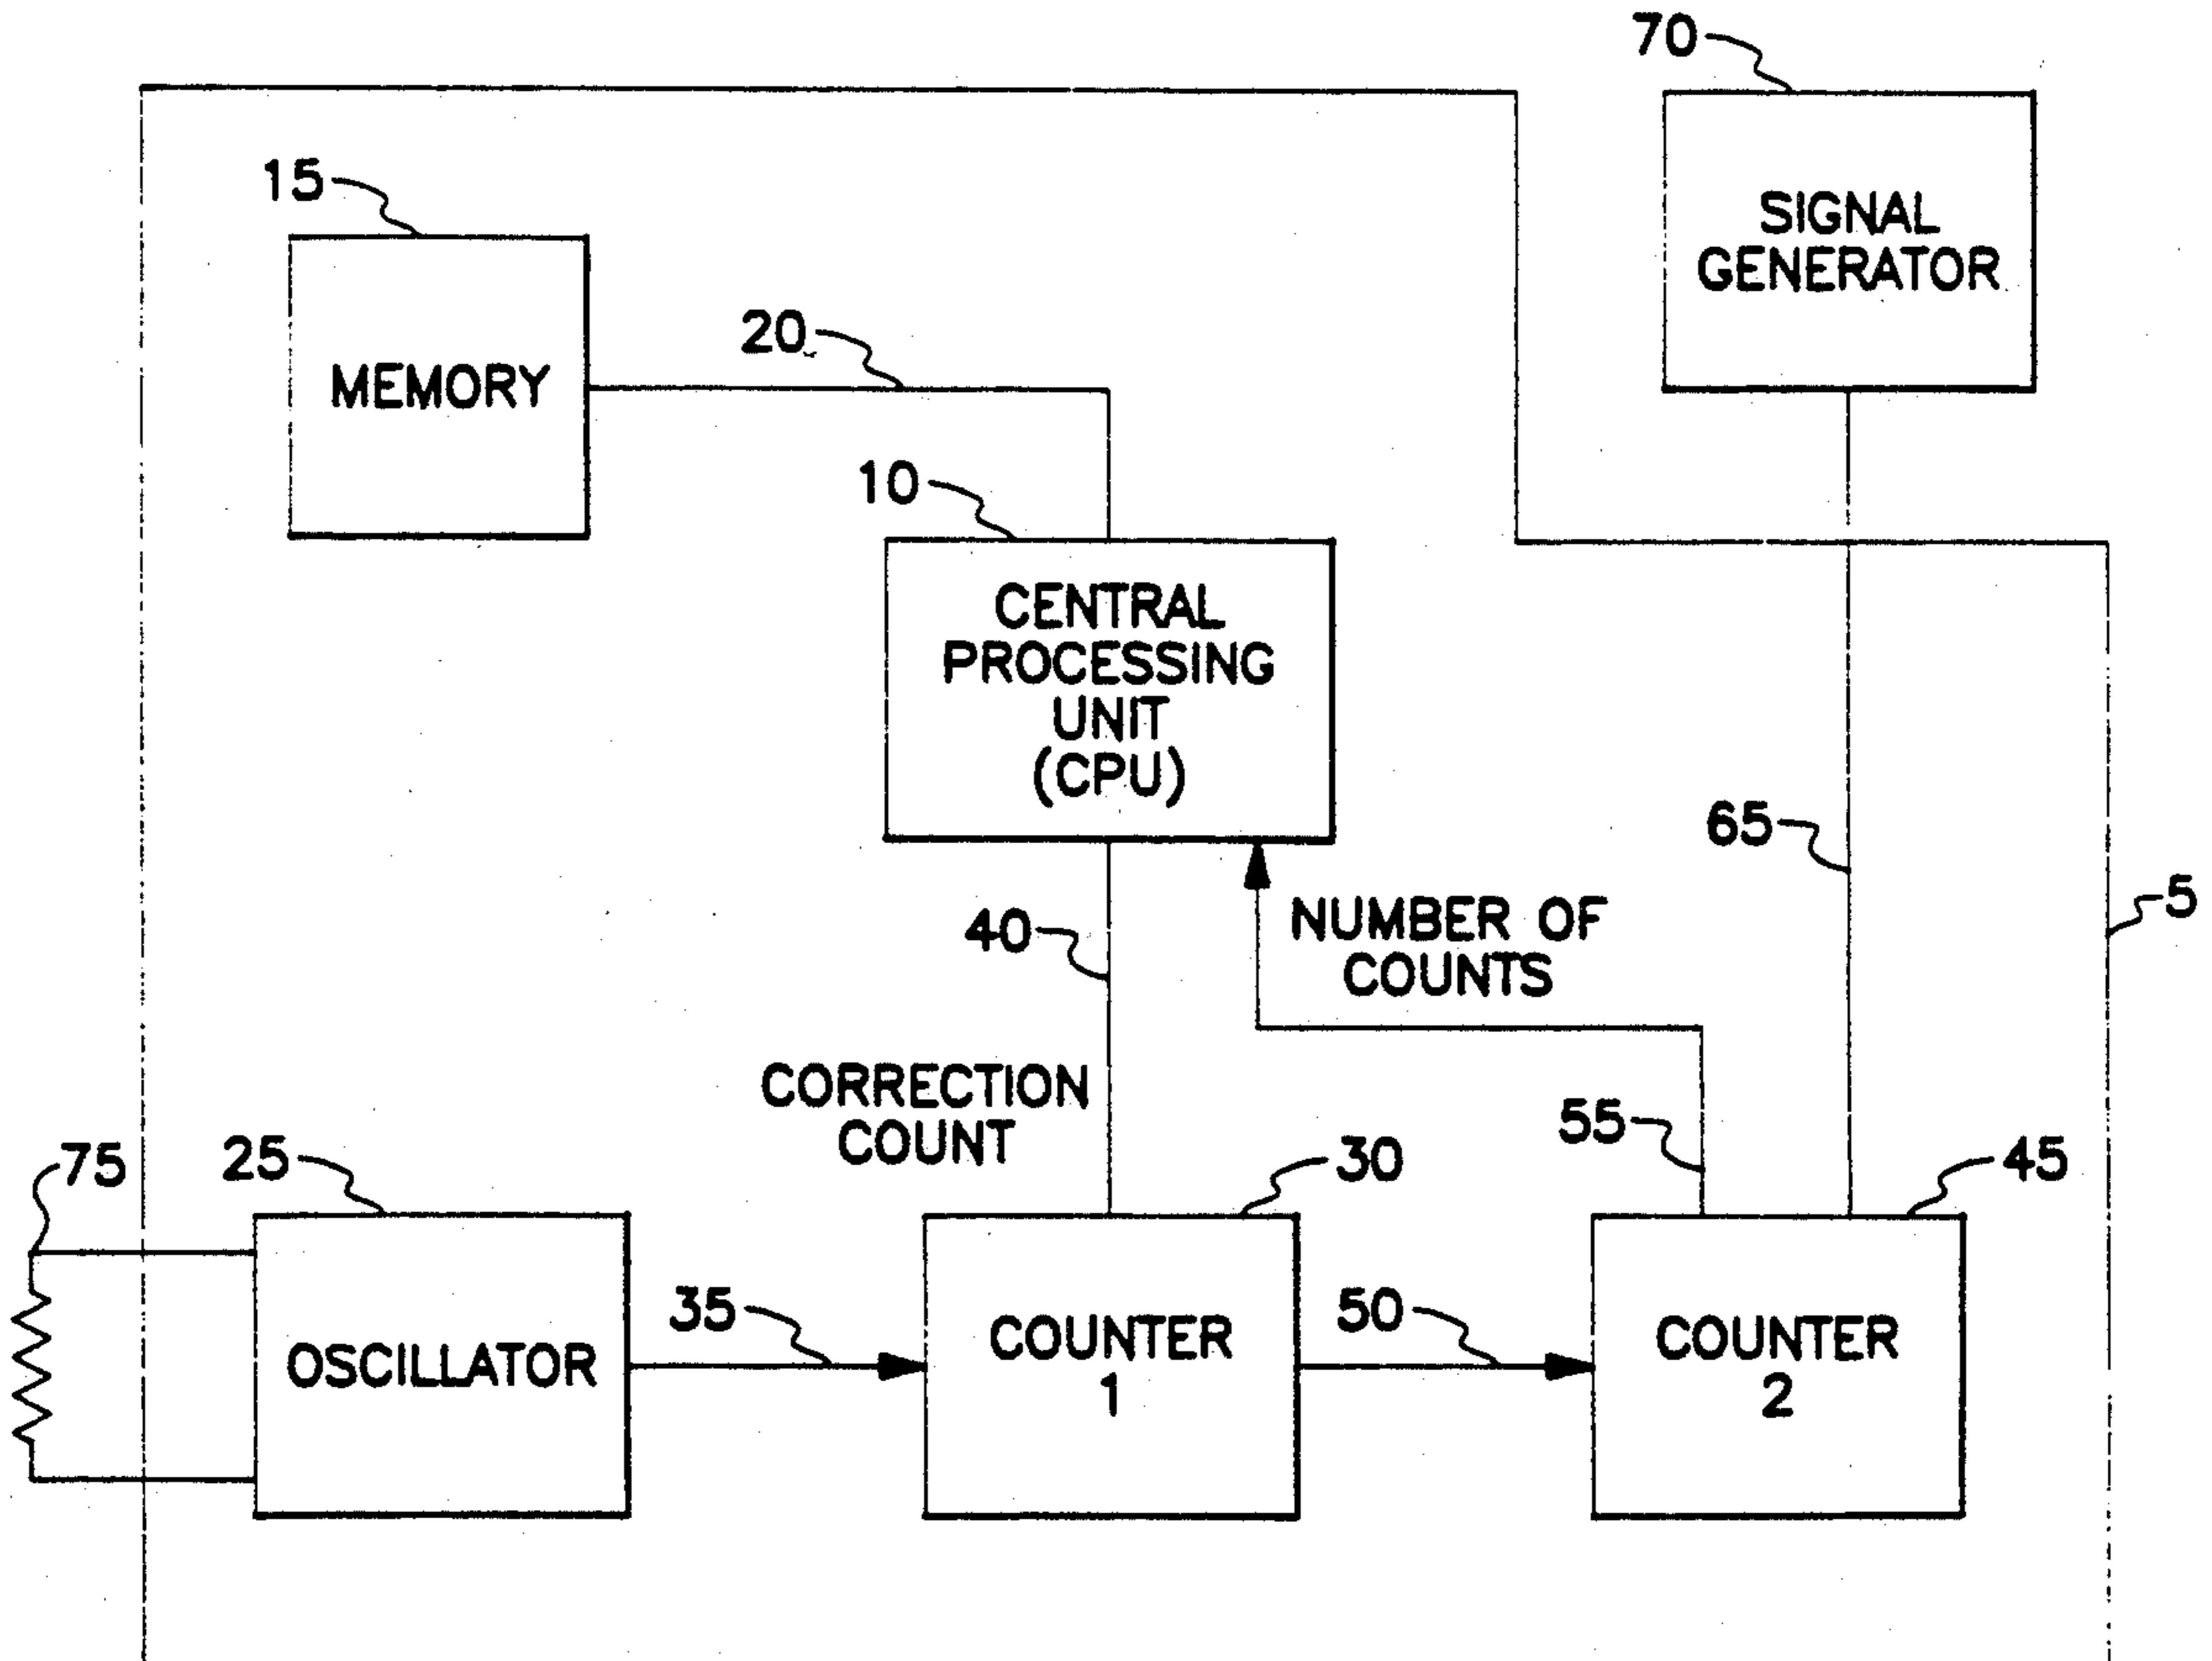 70
SIGNAL
GENERATOR
15
MEMORY
20
10
CENTRAL
PROCESSING
UNIT
(CPU)
65
5
40
NUMBER OF
COUNTS
CORRECTION
COUNT
55
75
25
30
45
OSCILLATOR
35
COUNTER
1
50
COUNTER
2